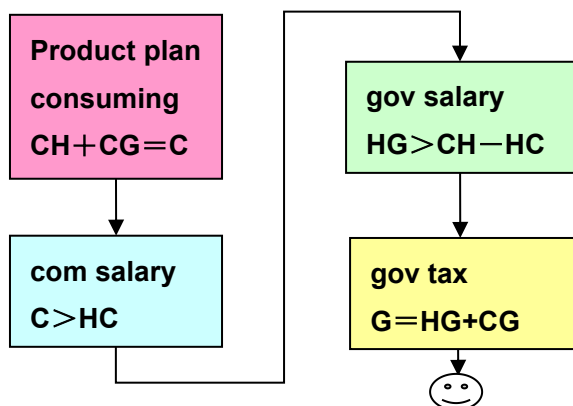 Product plan
consuming
CH＋CG＝C
com salary
C＞HC
gov salary
HG＞CH－HC
gov tax
G＝HG+CG